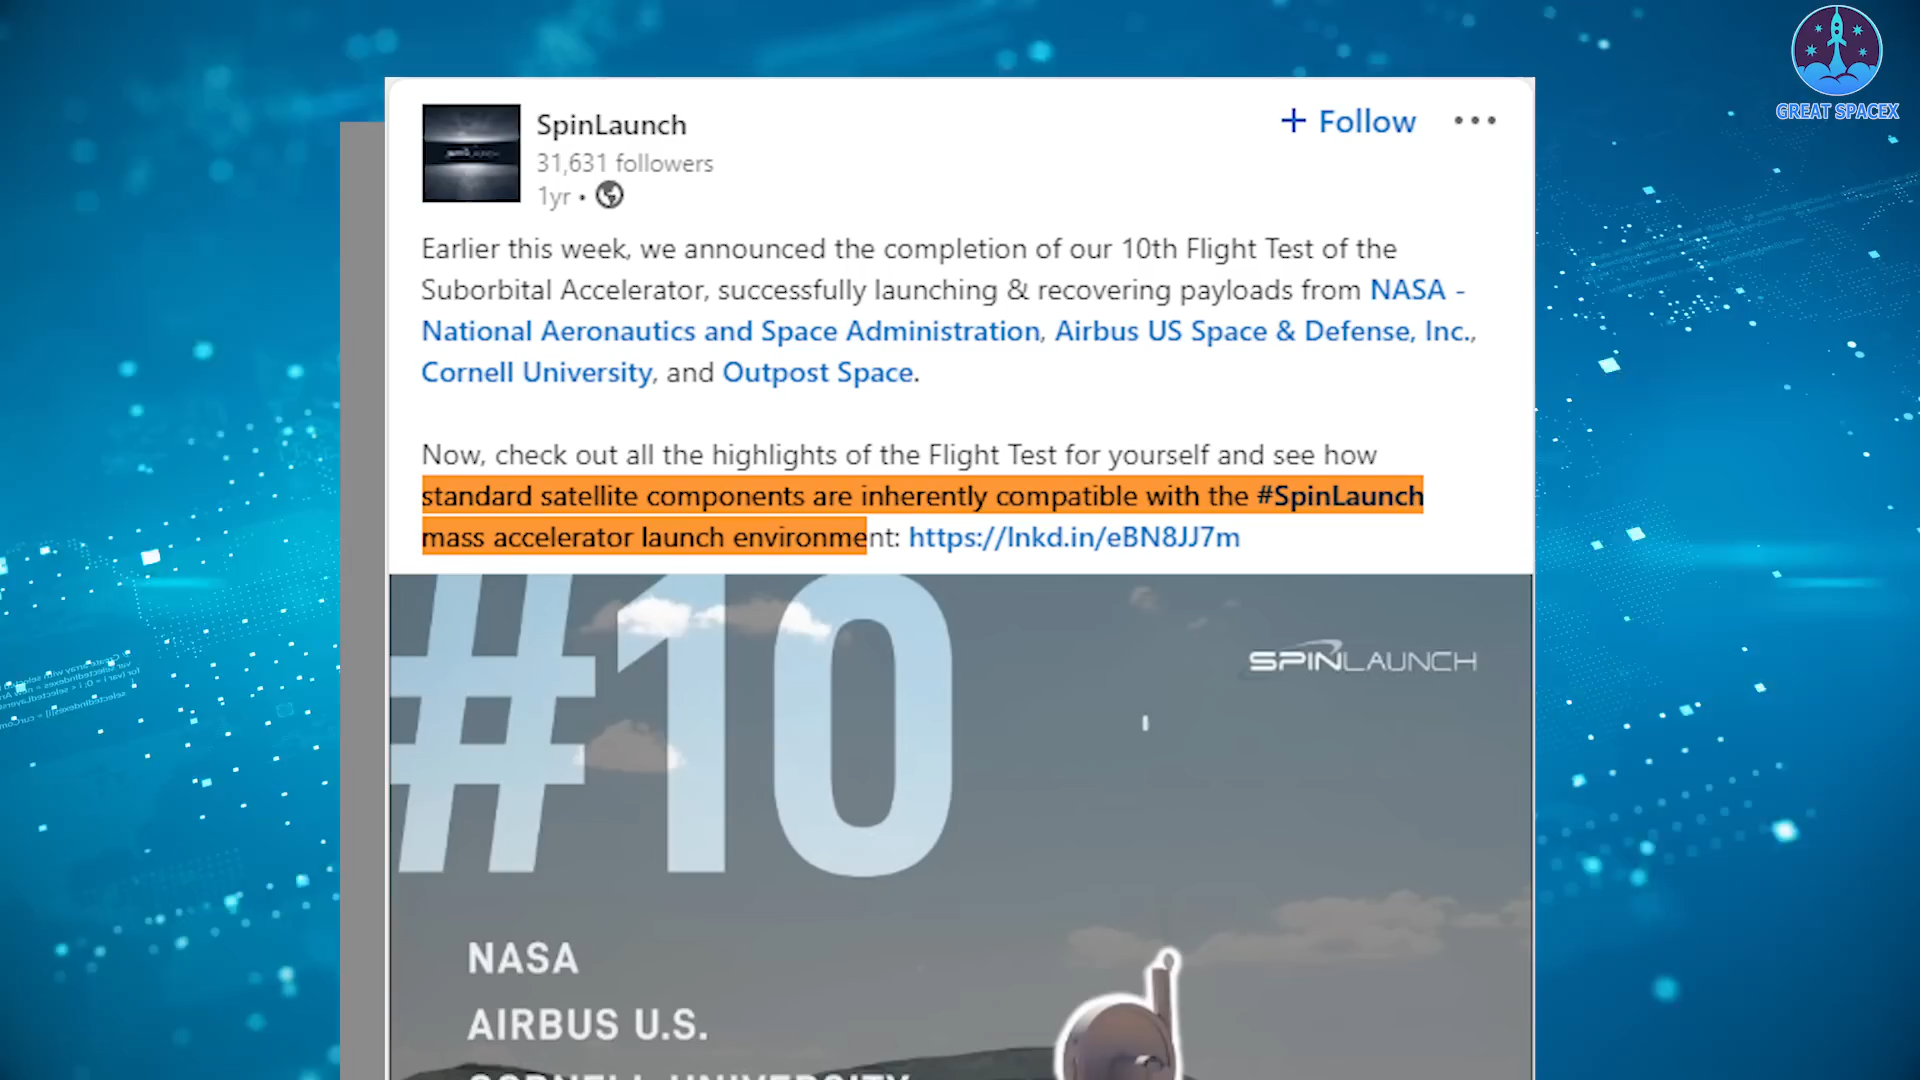 GREAT SPACEX
SpinLaunch
+ Follow
31,631 followers
1yr •
Earlier this week, we announced the completion of our 10th Flight Test of the
Suborbital Accelerator, successfully launching & recovering payloads from NASA -
National Aeronautics and Space Administration, Airbus US Space & Defense, Inc.,
Cornell University, and Outpost Space.
Now, check out all the highlights of the Flight Test for yourself and see how
standard satellite components are inherently compatible with the #SpinLaunch
mass accelerator launch environment: https://lnkd.in/eBN8JJ7m
#10
SPINLAUNCH
NASA
AIRBUS U.S.
CORNELL UNIVERSITY